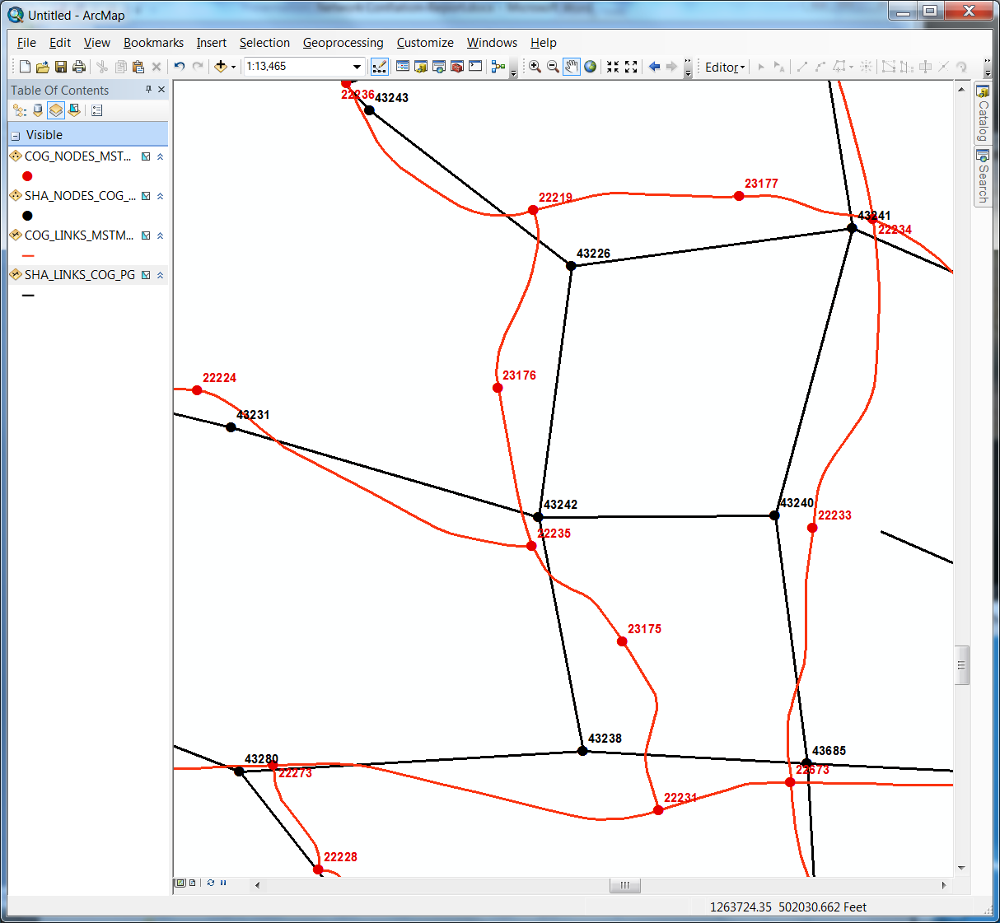 Untitled - ArcMap
File Edit View Bookmarks Insert Selection Geoprocessing Customize Windows Help
1:13,465
Editor
Table Of Contents
Visible
COG_NODES_MST...
SHA_NODES_COG_...
COG_LINKS_MSTM...
SHA_LINKS_COG_PG
Catalog
Search
22236
43243
23177
22219
43241
22234
43226
23176
22224
43231
43242
43240
22233
22235
23175
43238
43685
43280
22673
22273
22231
22228
1263724.35 502030.662 Feet